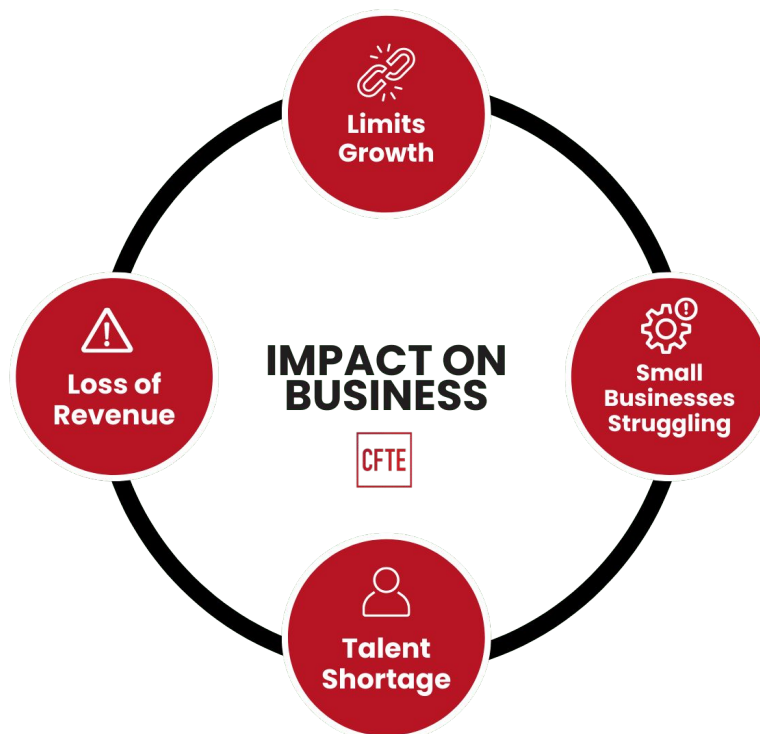 Limits
Growth
Loss of
Revenue
IMPACT ON
BUSINESS
CFTE
Small
Businesses
Struggling
Talent
Shortage